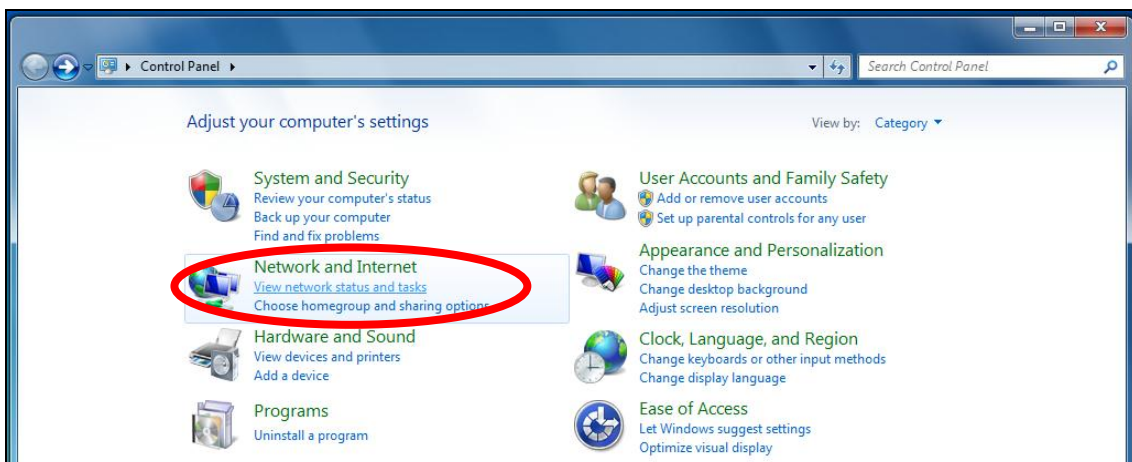 Control Panel
Search Control Panel
Adjust your computer's settings
View by: Category
System and Security
Review your computer's status
Back up your computer
Find and fix problems
Network and Internet
View network status and tasks
Choose homegroup and sharing options
Hardware and Sound
View devices and printers
Add a device
Programs
Uninstall a program
User Accounts and Family Safety
Add or remove user accounts
Set up parental controls for any user
Appearance and Personalization
Change the theme
Change desktop background
Adjust screen resolution
Clock, Language, and Region
Change keyboards or other input methods
Change display language
Ease of Access
Let Windows suggest settings
Optimize visual display